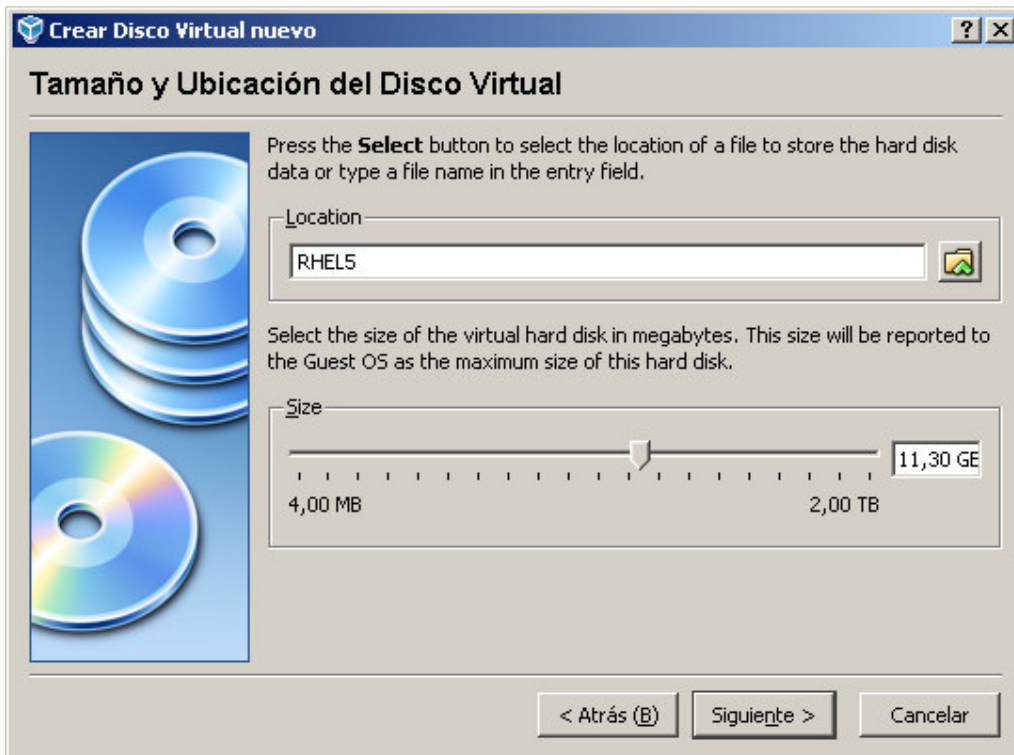 Crear Disco Virtual nuevo
Tamaño y Ubicación del Disco Virtual
Press the Select button to select the location of a file to store the hard disk
data or type a file name in the entry field.
Location
RHEL5
Select the size of the virtual hard disk in megabytes. This size will be reported to
the Guest OS as the maximum size of this hard disk.
Size
11,30 GB
4,00 MB 2,00 TB
< Atrás (B) Siguiente > Cancelar